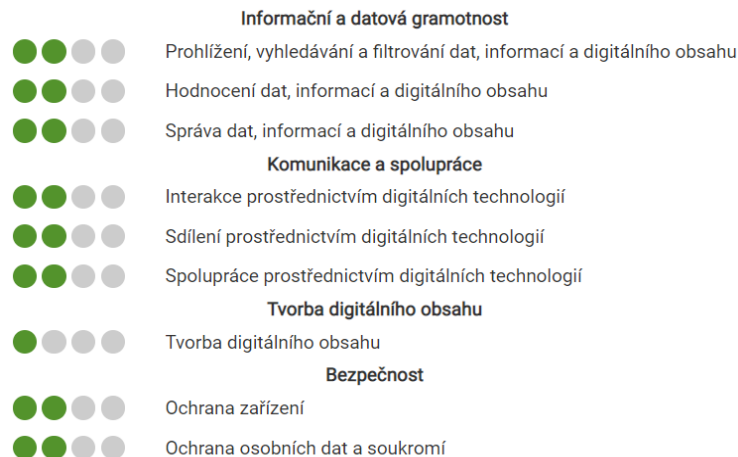 Informační a datová gramotnost
Prohlížení, vyhledávání a filtrování dat, informací a digitálního obsahu
Hodnocení dat, informací a digitálního obsahu
Správa dat, informací a digitálního obsahu
Komunikace a spolupráce
Interakce prostřednictvím digitálních technologií
Sdílení prostřednictvím digitálních technologií
Spolupráce prostřednictvím digitálních technologií
Tvorba digitálního obsahu
Tvorba digitálního obsahu
Bezpečnost
Ochrana zařízení
Ochrana osobních dat a soukromí